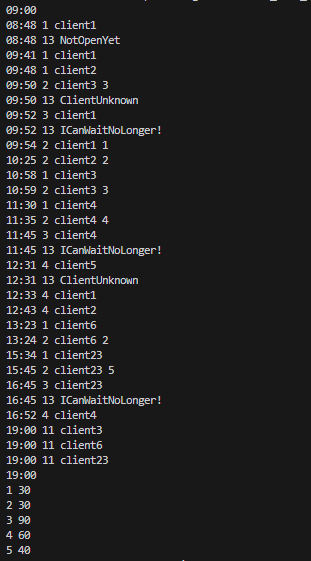 09:00
08:48 1 client1
08:48 13 NotOpenYet
09:41 1 client1
09:48 1 client2
09:50 2 client3 3
09:50 13 ClientUnknown
09:52 3 client1
09:52 13 ICanWaitNoLonger!
09:54 2 client1 1
10:25 2 client2 2
10:58 1 client3
10:59 2 client3 3
11:30 1 client4
11:35 2 client4 4
11:45 3 client4
11:45 13 ICanWaitNoLonger!
12:31 4 client5
12:31 13 ClientUnknown
12:33 4 client1
12:43 4 client2
13:23 1 client6
13:24 2 client6 2
15:34 1 client23
15:45 2 client23 5
16:45 3 client23
16:45 13 ICanWaitNoLonger!
16:52 4 client4
19:00 11 client3
19:00 11 client6
19:00 11 client23
19:00
1 30
2 30
3 90
4 60
5 40